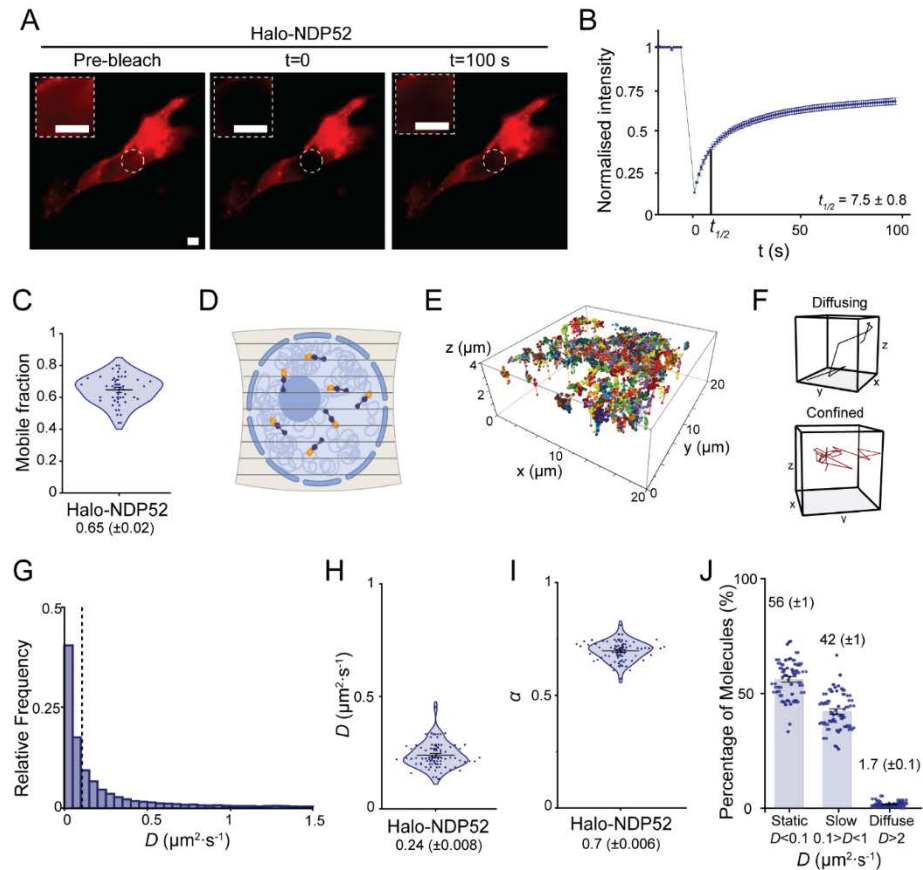 A
Halo-NDP52
Pre-bleach t=0 t=100 s
B
Normalised intensity
1
0.75
0.5
0.25
0
0 50 100
t1/2
t (s)
t1/2 = 7.5 ± 0.8
C
Mobile fraction
1
0.8
0.6
0.4
0.2
0
Halo-NDP52
0.65 (±0.02)
D
E
z (µm)
4
2
0
x (µm)
10
20
y (µm)
0
10
20
F
Diffusing
z
y
x
Confined
z
x
y
G
Relative Frequency
0.5
0.25
0
0 0.5 1 1.5
D (µm²·s⁻¹)
H
D (µm²·s⁻¹)
1
0.5
0
Halo-NDP52
0.24 (±0.008)
I
α
1
0.5
0
Halo-NDP52
0.7 (±0.006)
J
Percentage of Molecules (%)
100
50
0
56 (±1)
42 (±1)
1.7 (±0.1)
Static Slow Diffuse
D<0.1 0.1>D<1 D>2
D (µm²·s⁻¹)